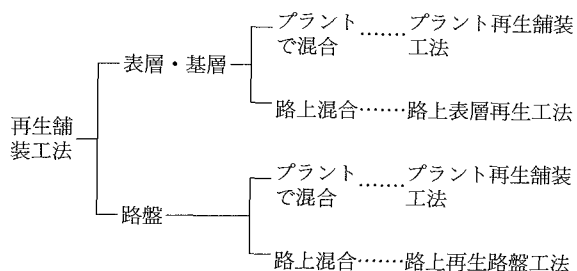 プラント
で混合
……
プラント再生舗装
工法
表層・基層
路上混合……路上表層再生工法
再生舗
装工法
プラント
で混合
……
プラント再生舗装
工法
路盤
路上混合……路上再生路盤工法